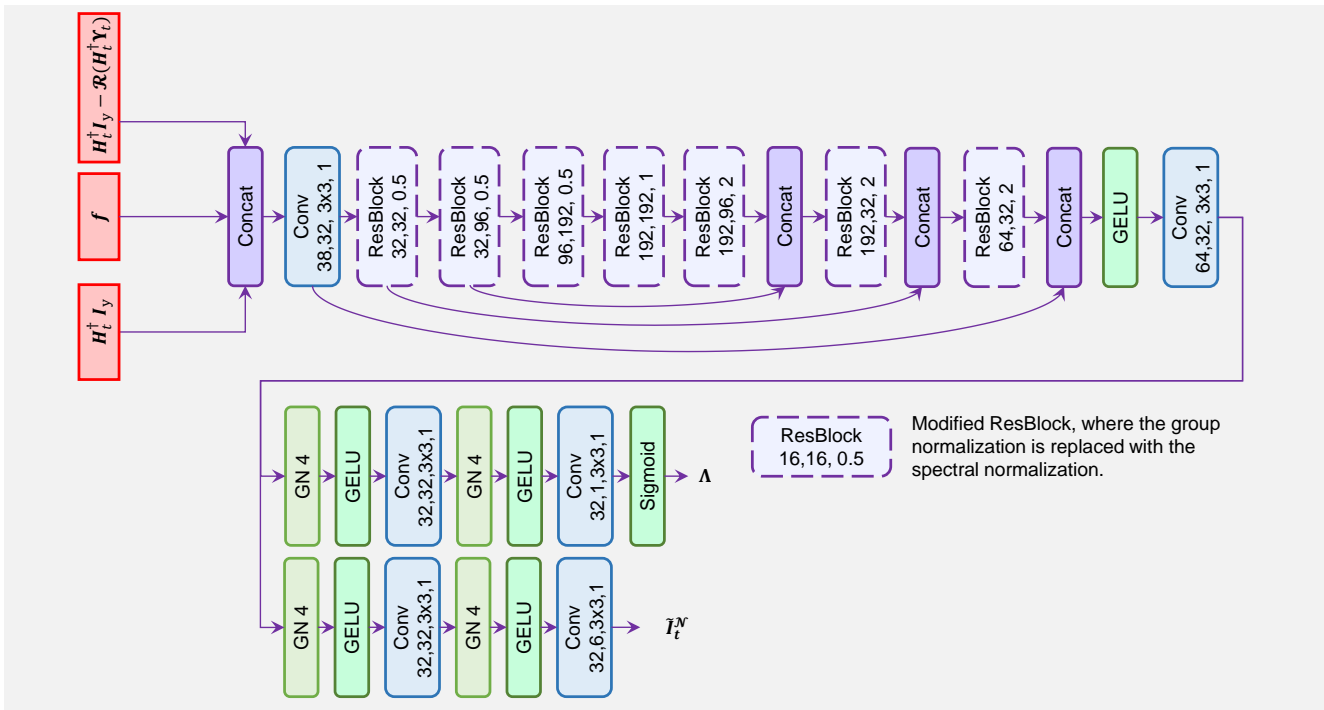 H_t^† I_y − ℛ(H_t^† Y_t)
f
H_t^† I_y
Concat
Conv
38,32, 3x3, 1
ResBlock
32,32, 0.5
ResBlock
32,96, 0.5
ResBlock
96,192, 0.5
ResBlock
192,192, 1
ResBlock
192,96, 2
Concat
ResBlock
192,32, 2
Concat
ResBlock
64,32, 2
Concat
GELU
Conv
64,32, 3x3, 1
GN 4
GELU
Conv
32,32,3x3,1
GN 4
GELU
Conv
32,1,3x3,1
Sigmoid
Λ
ResBlock
16,16, 0.5
Modified ResBlock, where the group
normalization is replaced with the
spectral normalization.
GN 4
GELU
Conv
32,32,3x3,1
GN 4
GELU
Conv
32,6,3x3,1
Ĩ_t^𝒩